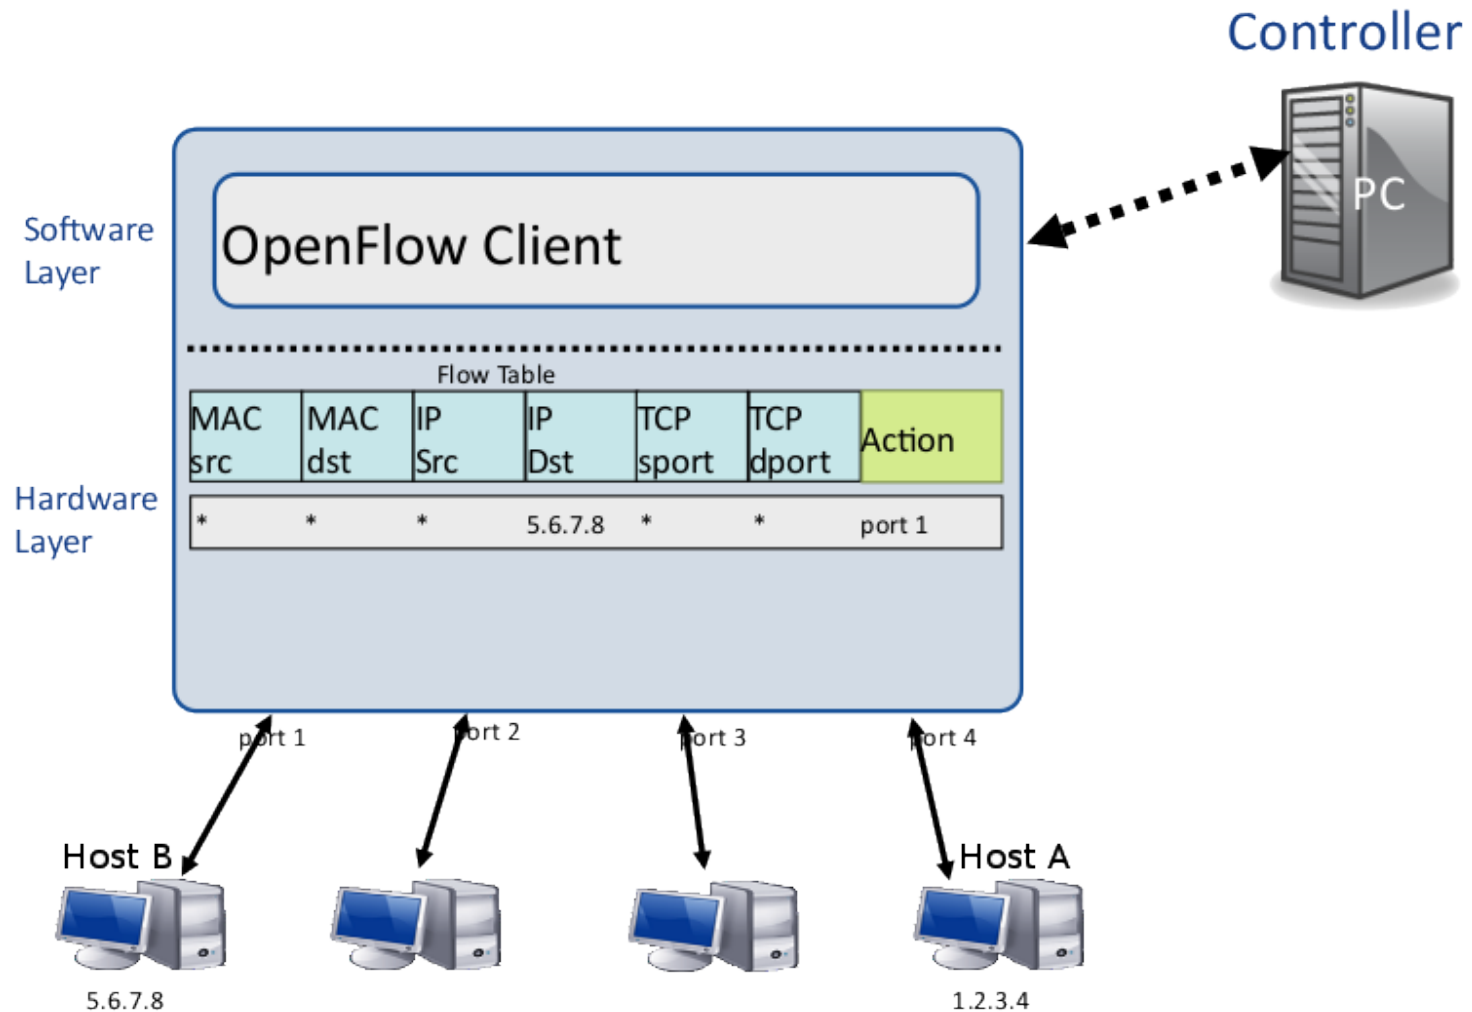 Controller
PC
Software
Layer
OpenFlow Client
Flow Table
MAC src
MAC dst
IP Src
IP Dst
TCP sport
TCP dport
Action
Hardware
Layer
* * * 5.6.7.8 * * port 1
port 1
port 2
port 3
port 4
Host B
Host A
5.6.7.8
1.2.3.4